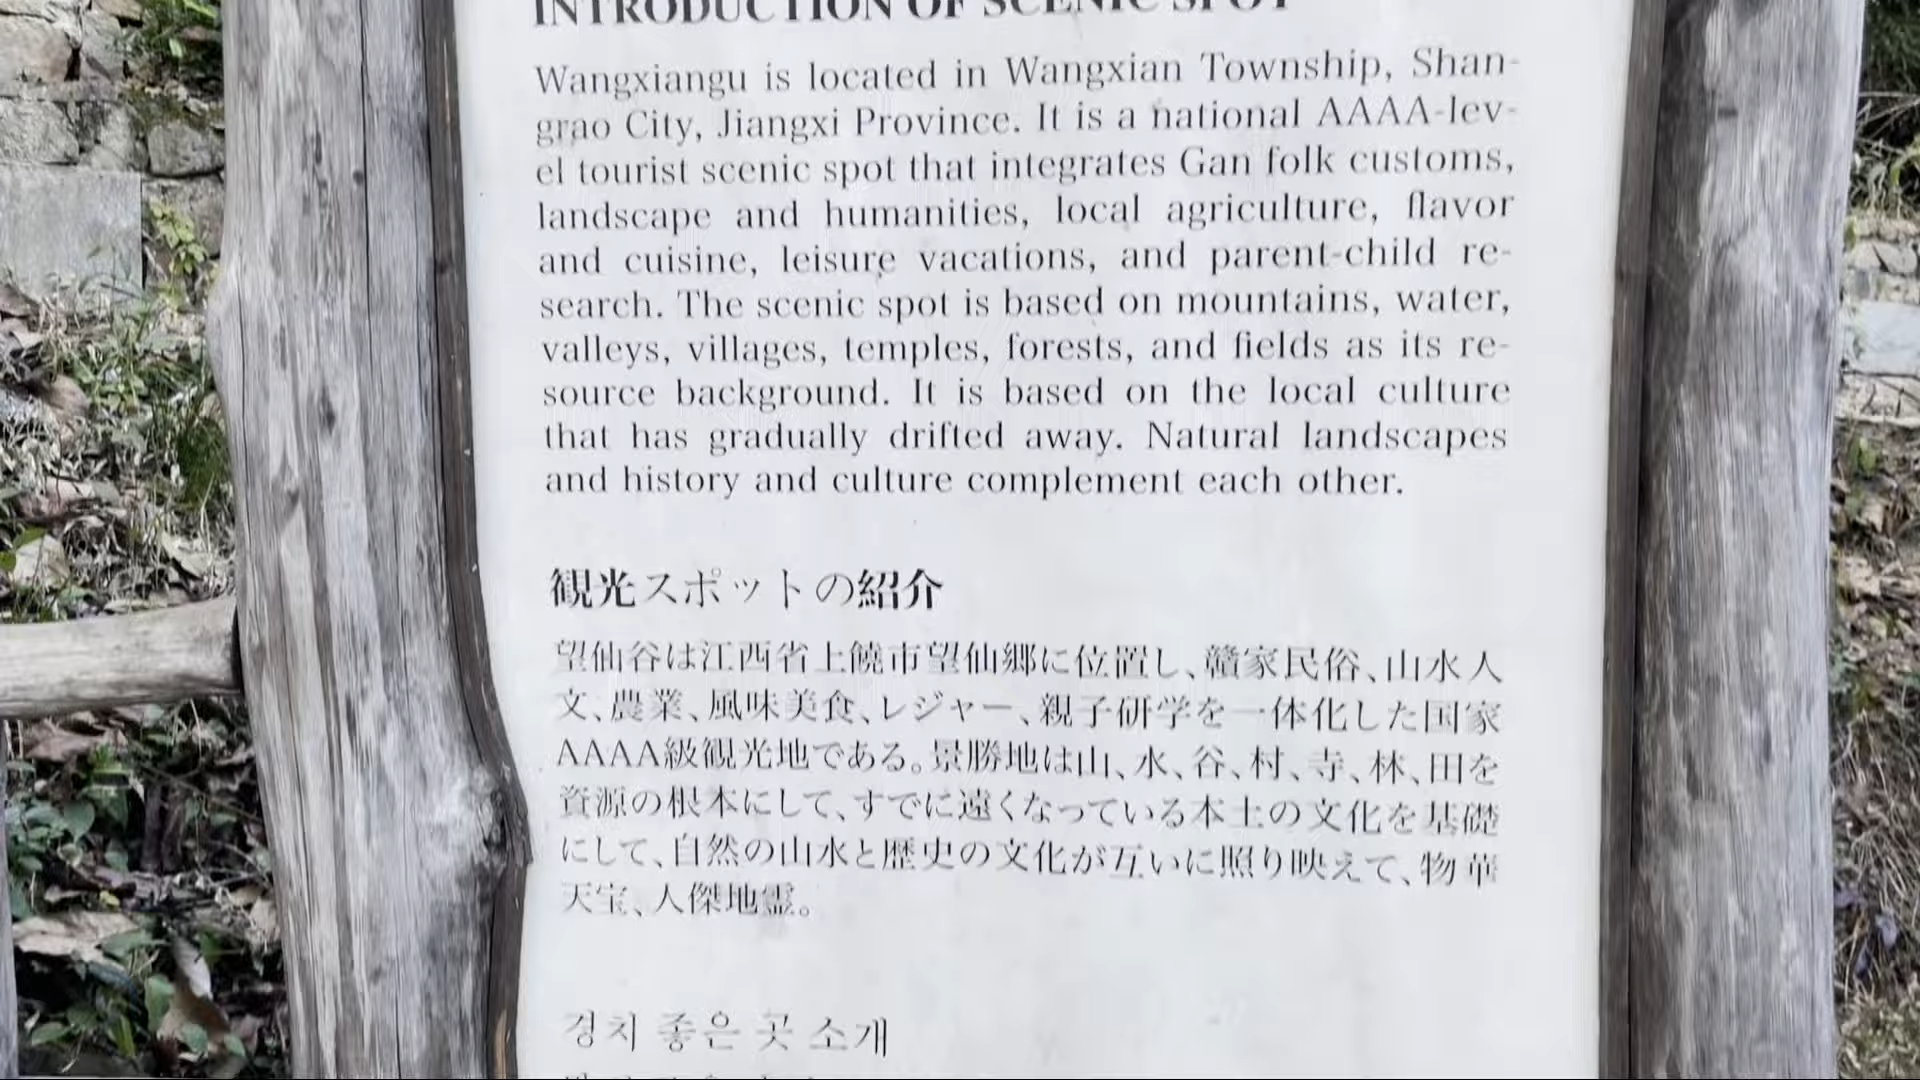 INTRODUCTION OF SCENIC SPOT
Wangxiangu is located in Wangxian Township, Shan-
grao City, Jiangxi Province. It is a national AAAA-lev-
el tourist scenic spot that integrates Gan folk customs,
landscape and humanities, local agriculture, flavor
and cuisine, leisure vacations, and parent-child re-
search. The scenic spot is based on mountains, water,
valleys, villages, temples, forests, and fields as its re-
source background. It is based on the local culture
that has gradually drifted away. Natural landscapes
and history and culture complement each other.
観光スポットの紹介
望仙谷は江西省上饒市望仙郷に位置し、贛家民俗、山水人
文、農業、風味美食、レジャー、親子研学を一体化した国家
AAAA級観光地である。景勝地は山、水、谷、村、寺、林、田を
資源の根本にして、すでに遠くなっている本土の文化を基礎
にして、自然の山水と歴史の文化が互いに照り映えて、物華
天宝、人傑地霊。
경치 좋은 곳 소개